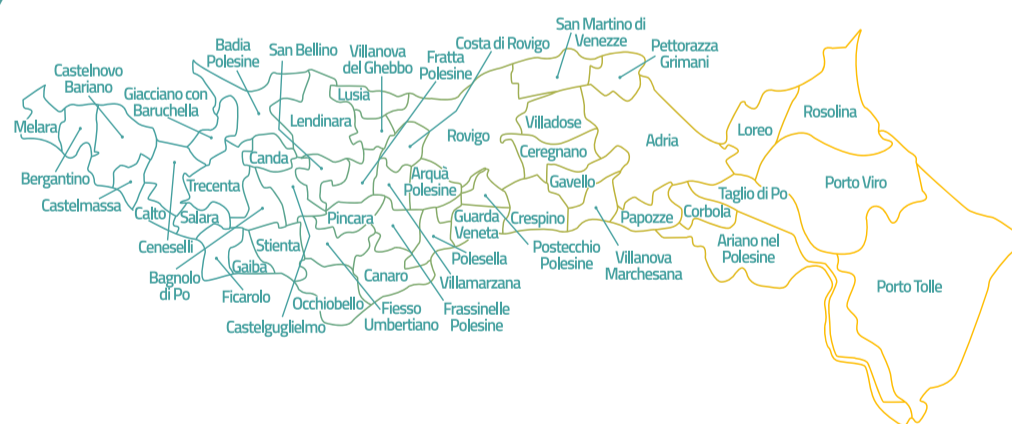 San Martino di
Venezze
Costa di Rovigo
Pettorazza
Grimani
Badia
Polesine
San Bellino
Villanova
del Ghebbo
Fratta
Polesine
Castelnovo
Bariano
Giacciano con
Baruchella
Lusia
Lendinara
Melara
Rovigo
Villadose
Adria
Loreo
Rosolina
Canda
Ceregnano
Bergantino
Trecenta
Arquà
Polesine
Gavello
Porto Viro
Taglio di Po
Castelmassa
Calto
Salara
Pincara
Guarda
Veneta
Crespino
Papozze
Corbola
Ceneselli
Stienta
Postecchio
Polesine
Villanova
Marchesana
Ariano nel
Polesine
Polesella
Bagnolo
di Po
Gaiba
Canaro
Villamarzana
Porto Tolle
Ficarolo
Occhiobello
Fiesso
Umbertiano
Frassinelle
Polesine
Castelguglielmo